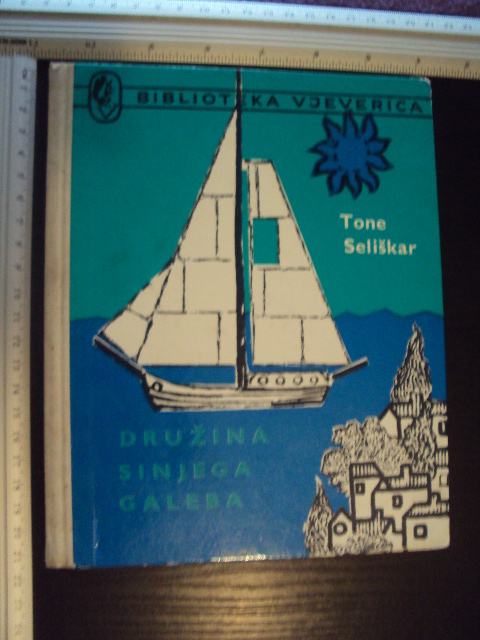 BIBLIOTEKA VJEVERICA
Tone
Seliškar
DRUŽINA
SINJEGA
GALEBA